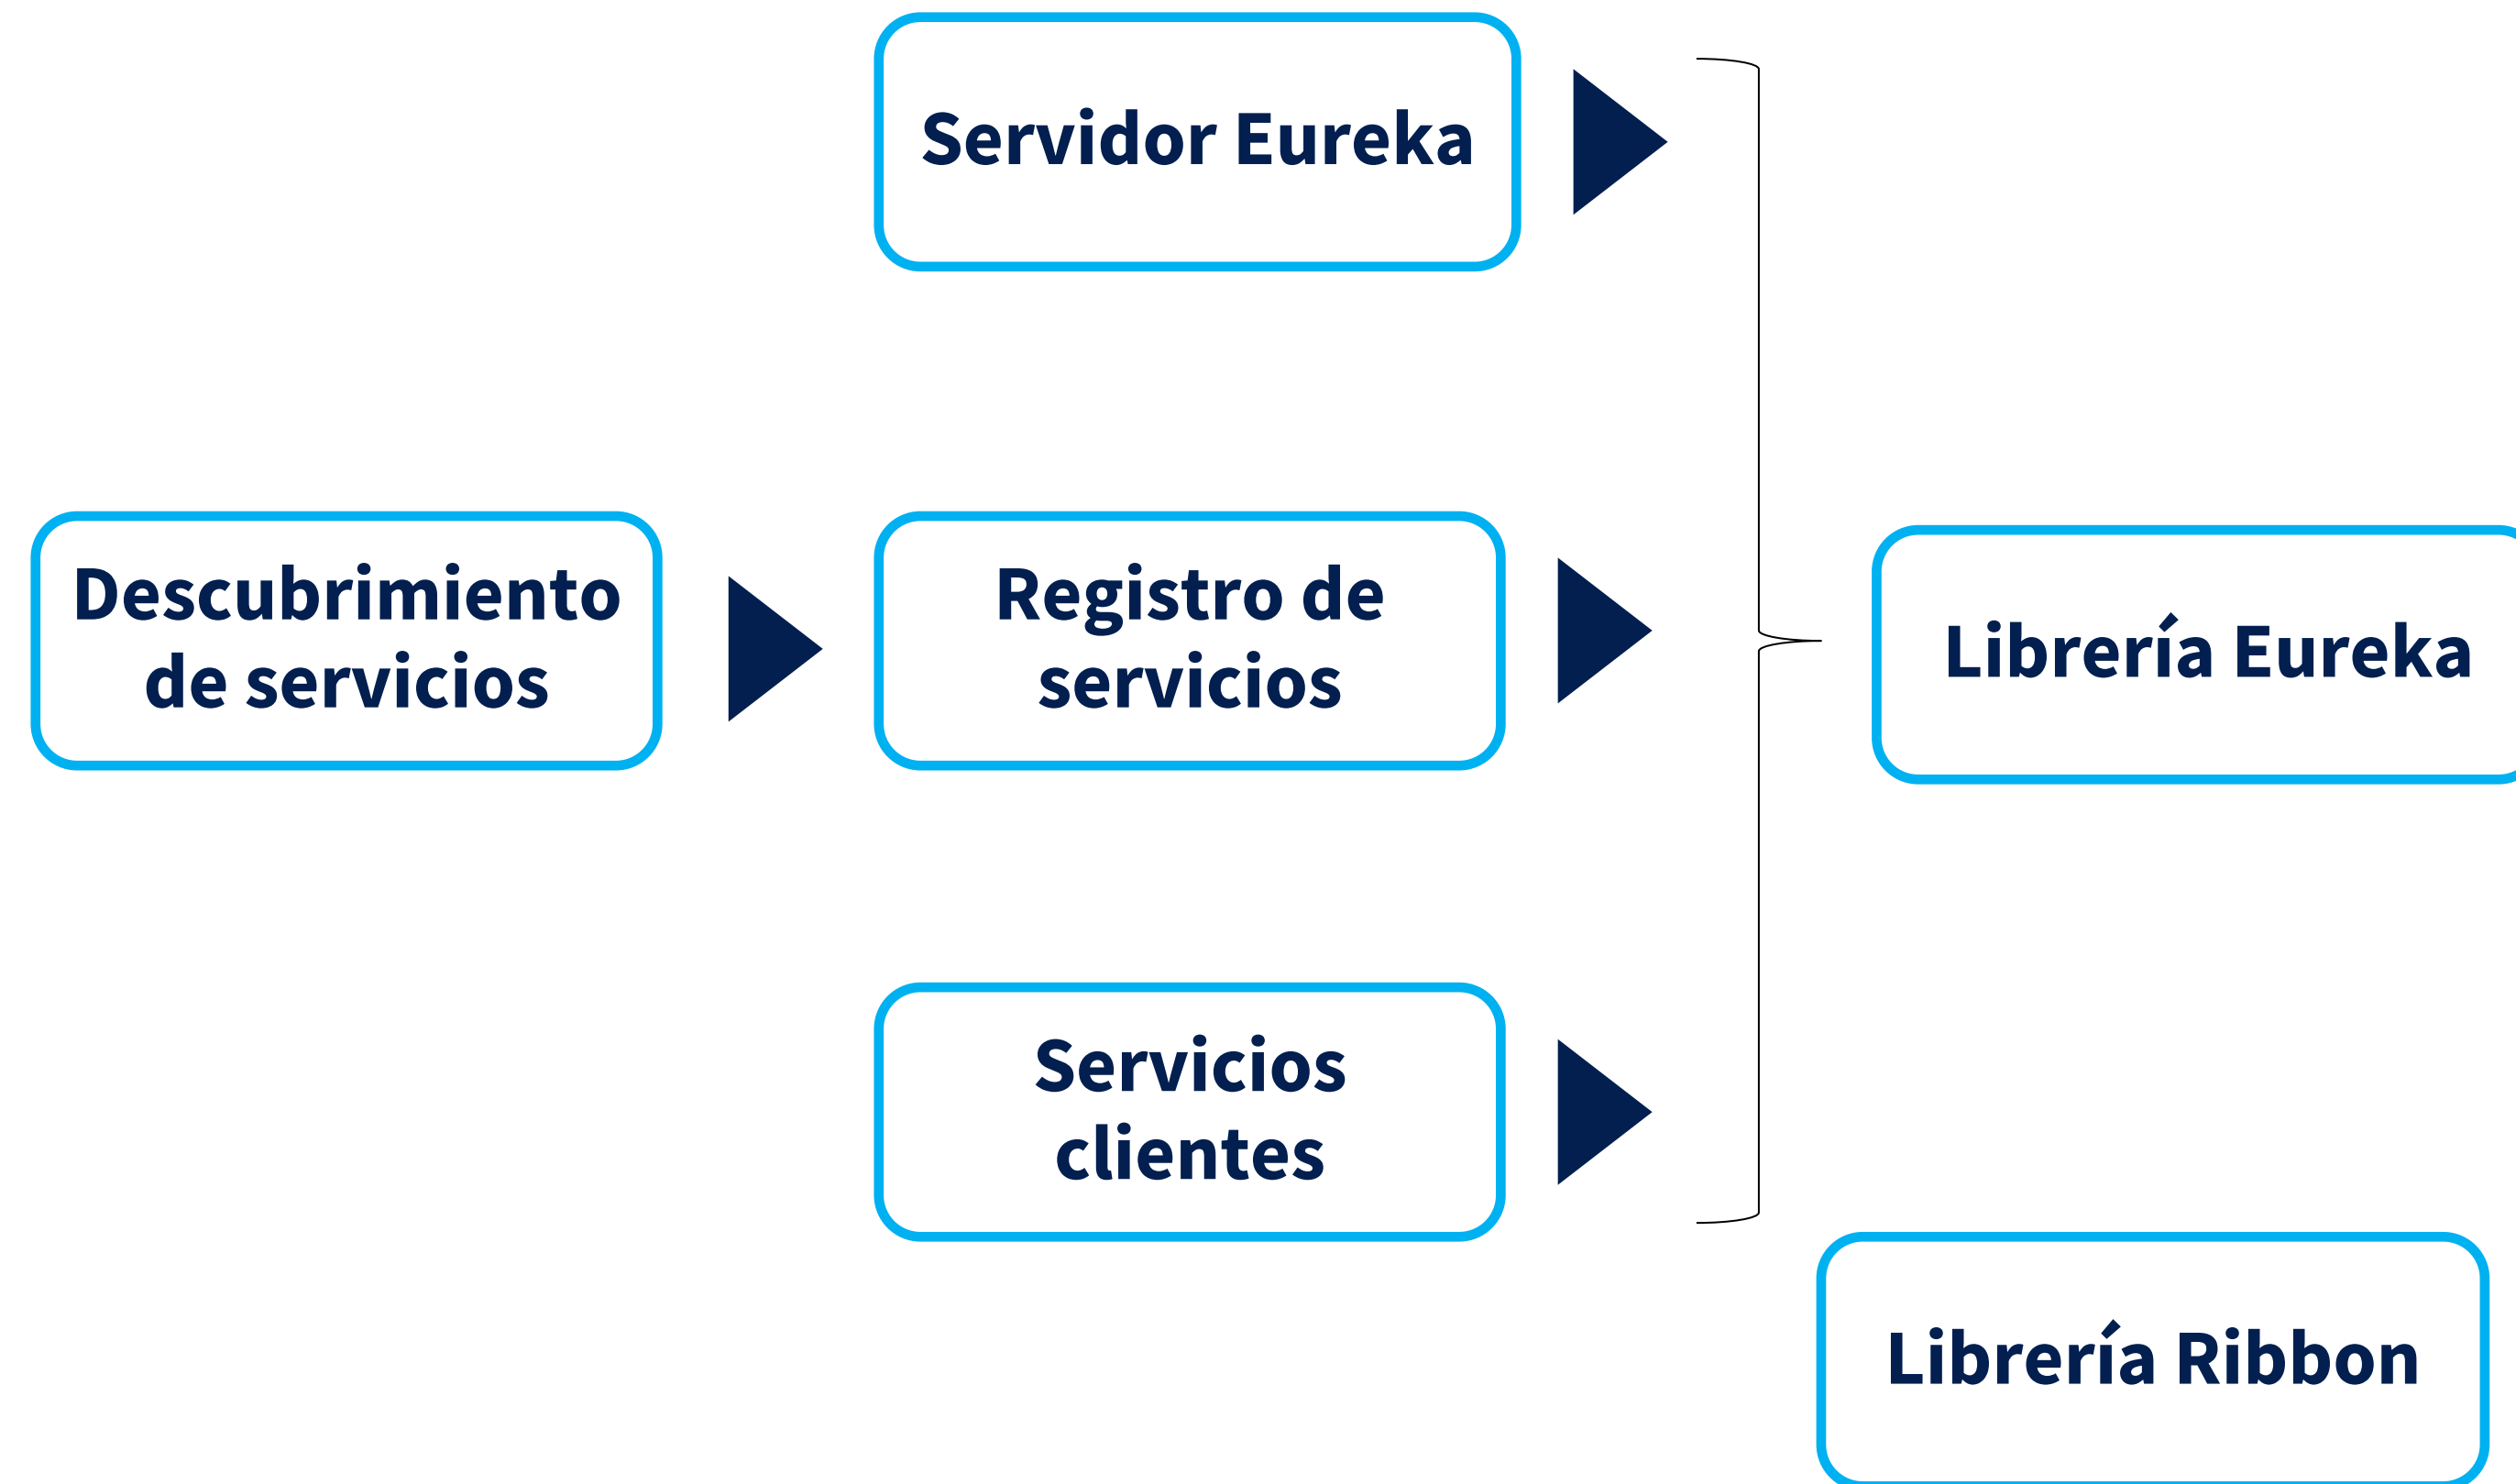 Servidor Eureka
Descubrimiento
de servicios
Registro de
servicios
Librería Eureka
Servicios
clientes
Librería Ribbon